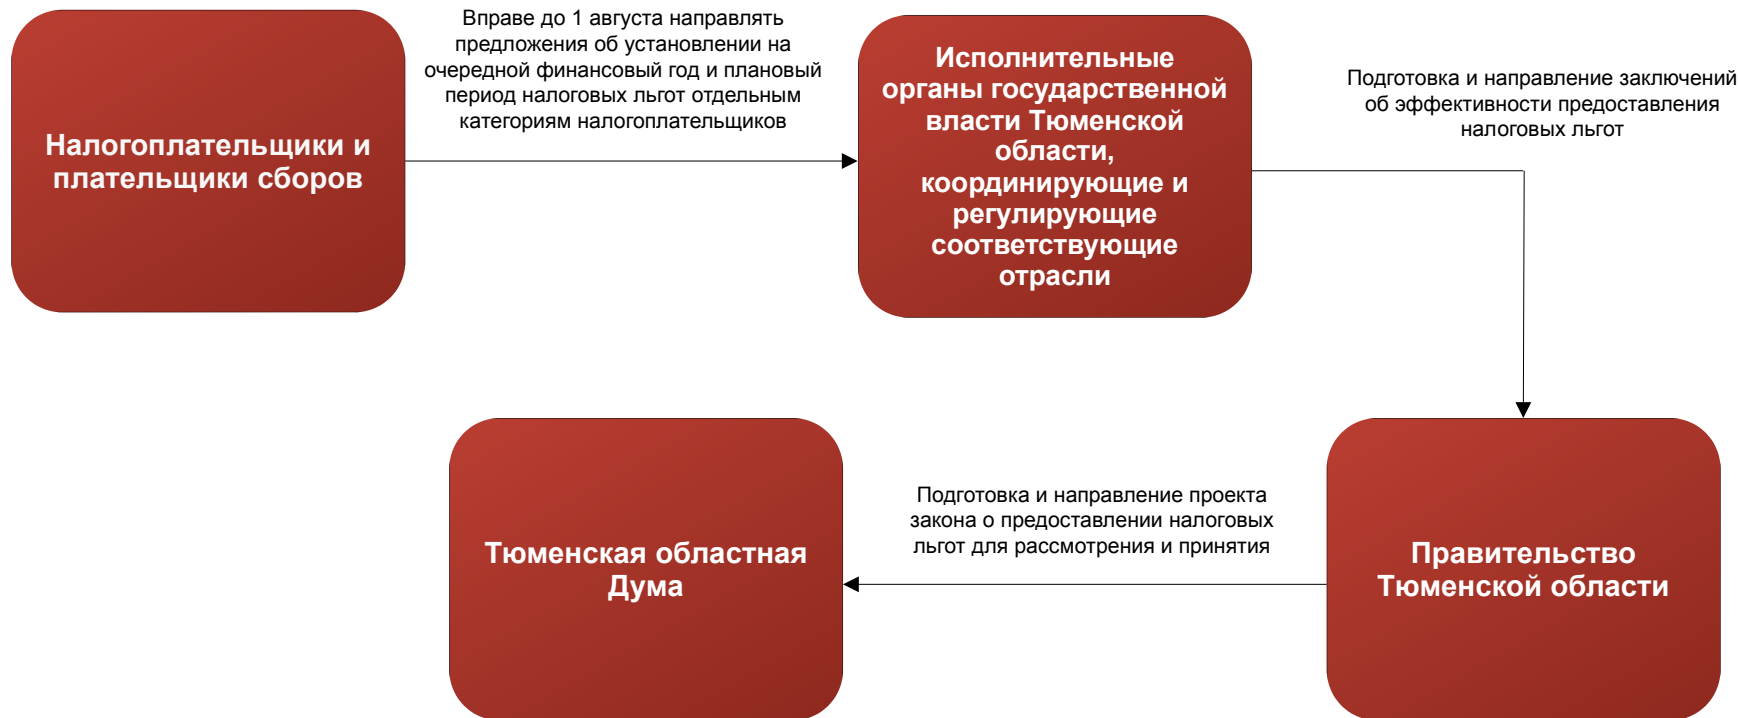 Налогоплательщики и
плательщики сборов
Вправе до 1 августа направлять
предложения об установлении на
очередной финансовый год и плановый
период налоговых льгот отдельным
категориям налогоплательщиков
Исполнительные
органы государственной
власти Тюменской
области,
координирующие и
регулирующие
соответствующие
отрасли
Подготовка и направление заключений
об эффективности предоставления
налоговых льгот
Правительство
Тюменской области
Подготовка и направление проекта
закона о предоставлении налоговых
льгот для рассмотрения и принятия
Тюменская областная
Дума